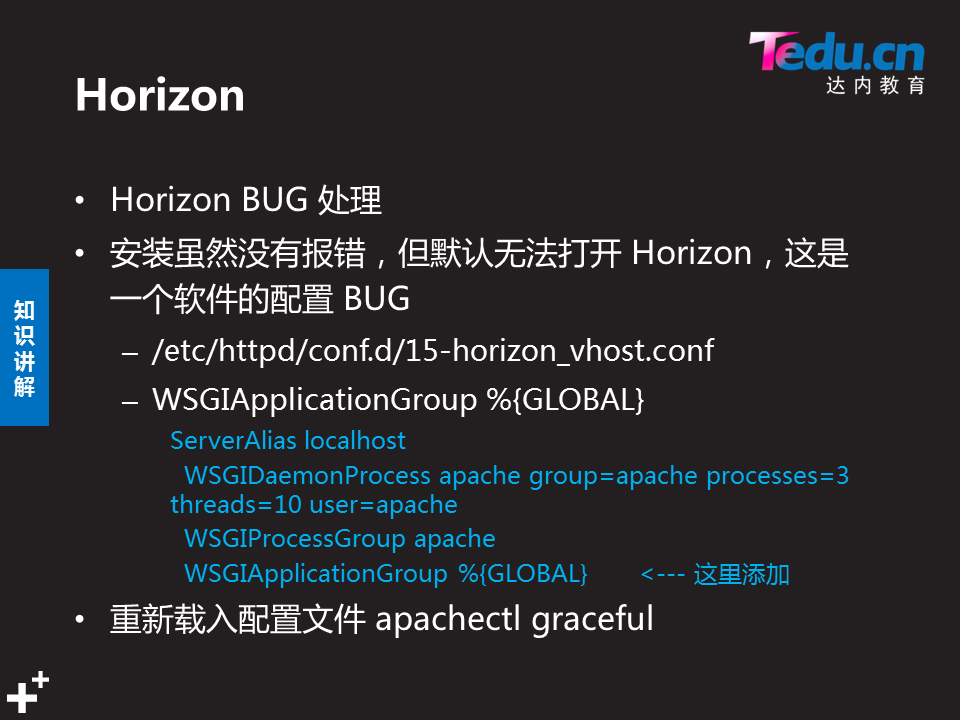 Tedu.cn
达内教育
Horizon
• Horizon BUG 处理
• 安装虽然没有报错，但默认无法打开 Horizon，这是
一个软件的配置 BUG
– /etc/httpd/conf.d/15-horizon_vhost.conf
– WSGIApplicationGroup %{GLOBAL}
ServerAlias localhost
WSGIDaemonProcess apache group=apache processes=3
threads=10 user=apache
WSGIProcessGroup apache
WSGIApplicationGroup %{GLOBAL} <--- 这里添加
• 重新载入配置文件 apachectl graceful
知
识
讲
解